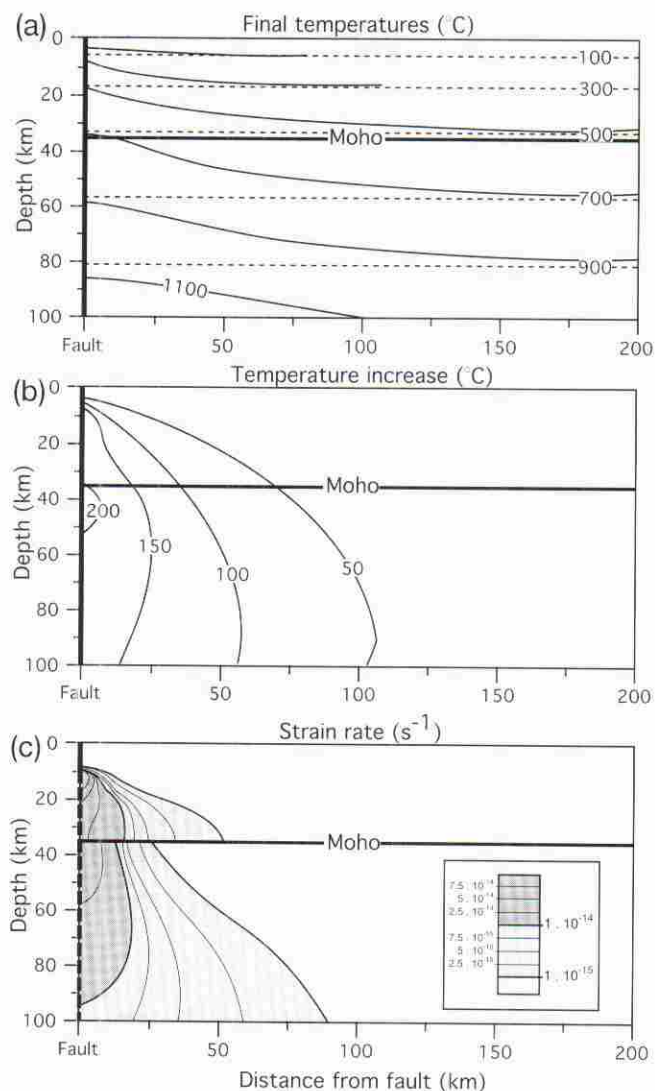 (a)
Final temperatures (°C)
0
20
40
60
80
100
Depth (km)
100
300
500
Moho
700
900
1100
Fault
50
100
150
200
(b)
Temperature increase (°C)
0
20
40
60
80
100
Depth (km)
Moho
200
150
100
50
Fault
50
100
150
200
(c)
Strain rate (s⁻¹)
0
20
40
60
80
100
Depth (km)
Moho
7.5 . 10⁻¹⁴
5 . 10⁻¹⁴
2.5 . 10⁻¹⁴
1 . 10⁻¹⁴
7.5 . 10⁻¹⁵
5 . 10⁻¹⁵
2.5 . 10⁻¹⁵
1 . 10⁻¹⁵
Fault
50
100
150
200
Distance from fault (km)